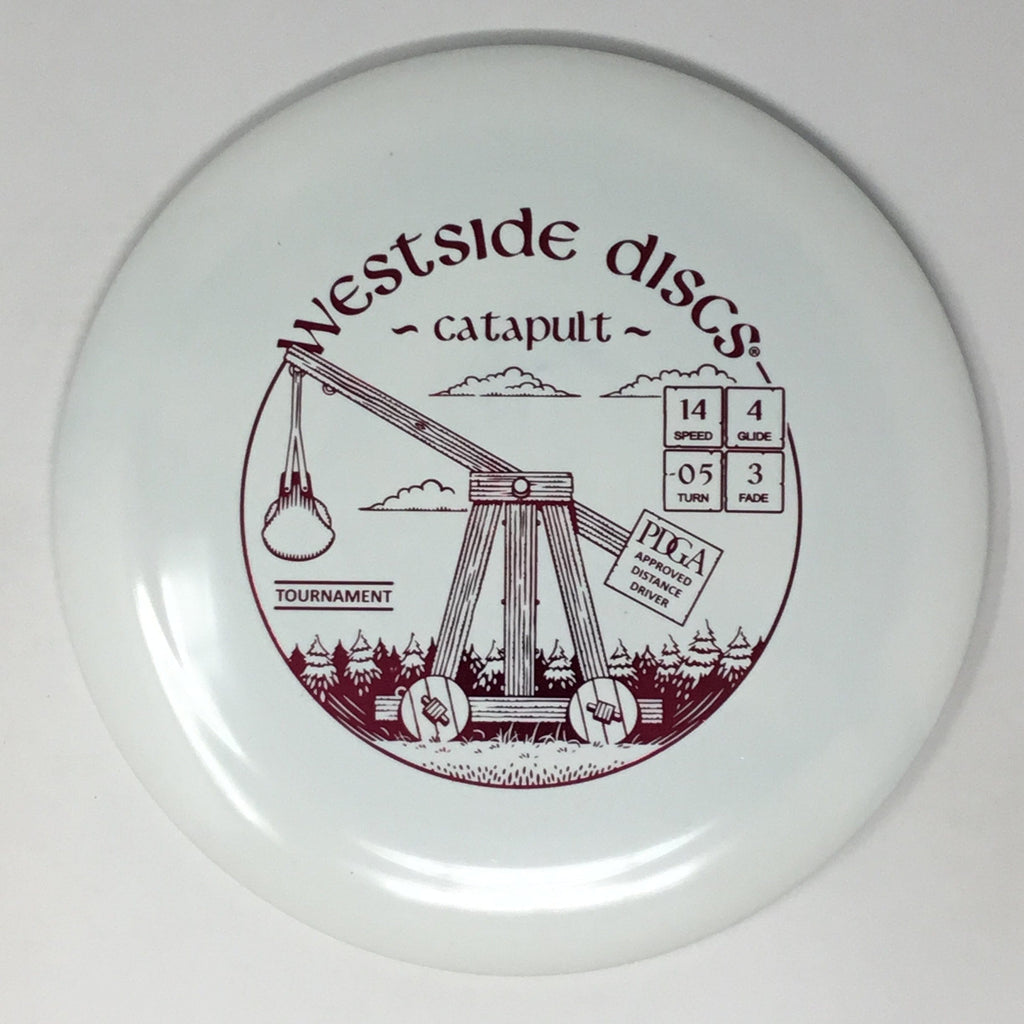 westside discs®
~ catapult ~
14 SPEED
4 GLIDE
-05 TURN
3 FADE
PDGA
APPROVED
DISTANCE
DRIVER
TOURNAMENT